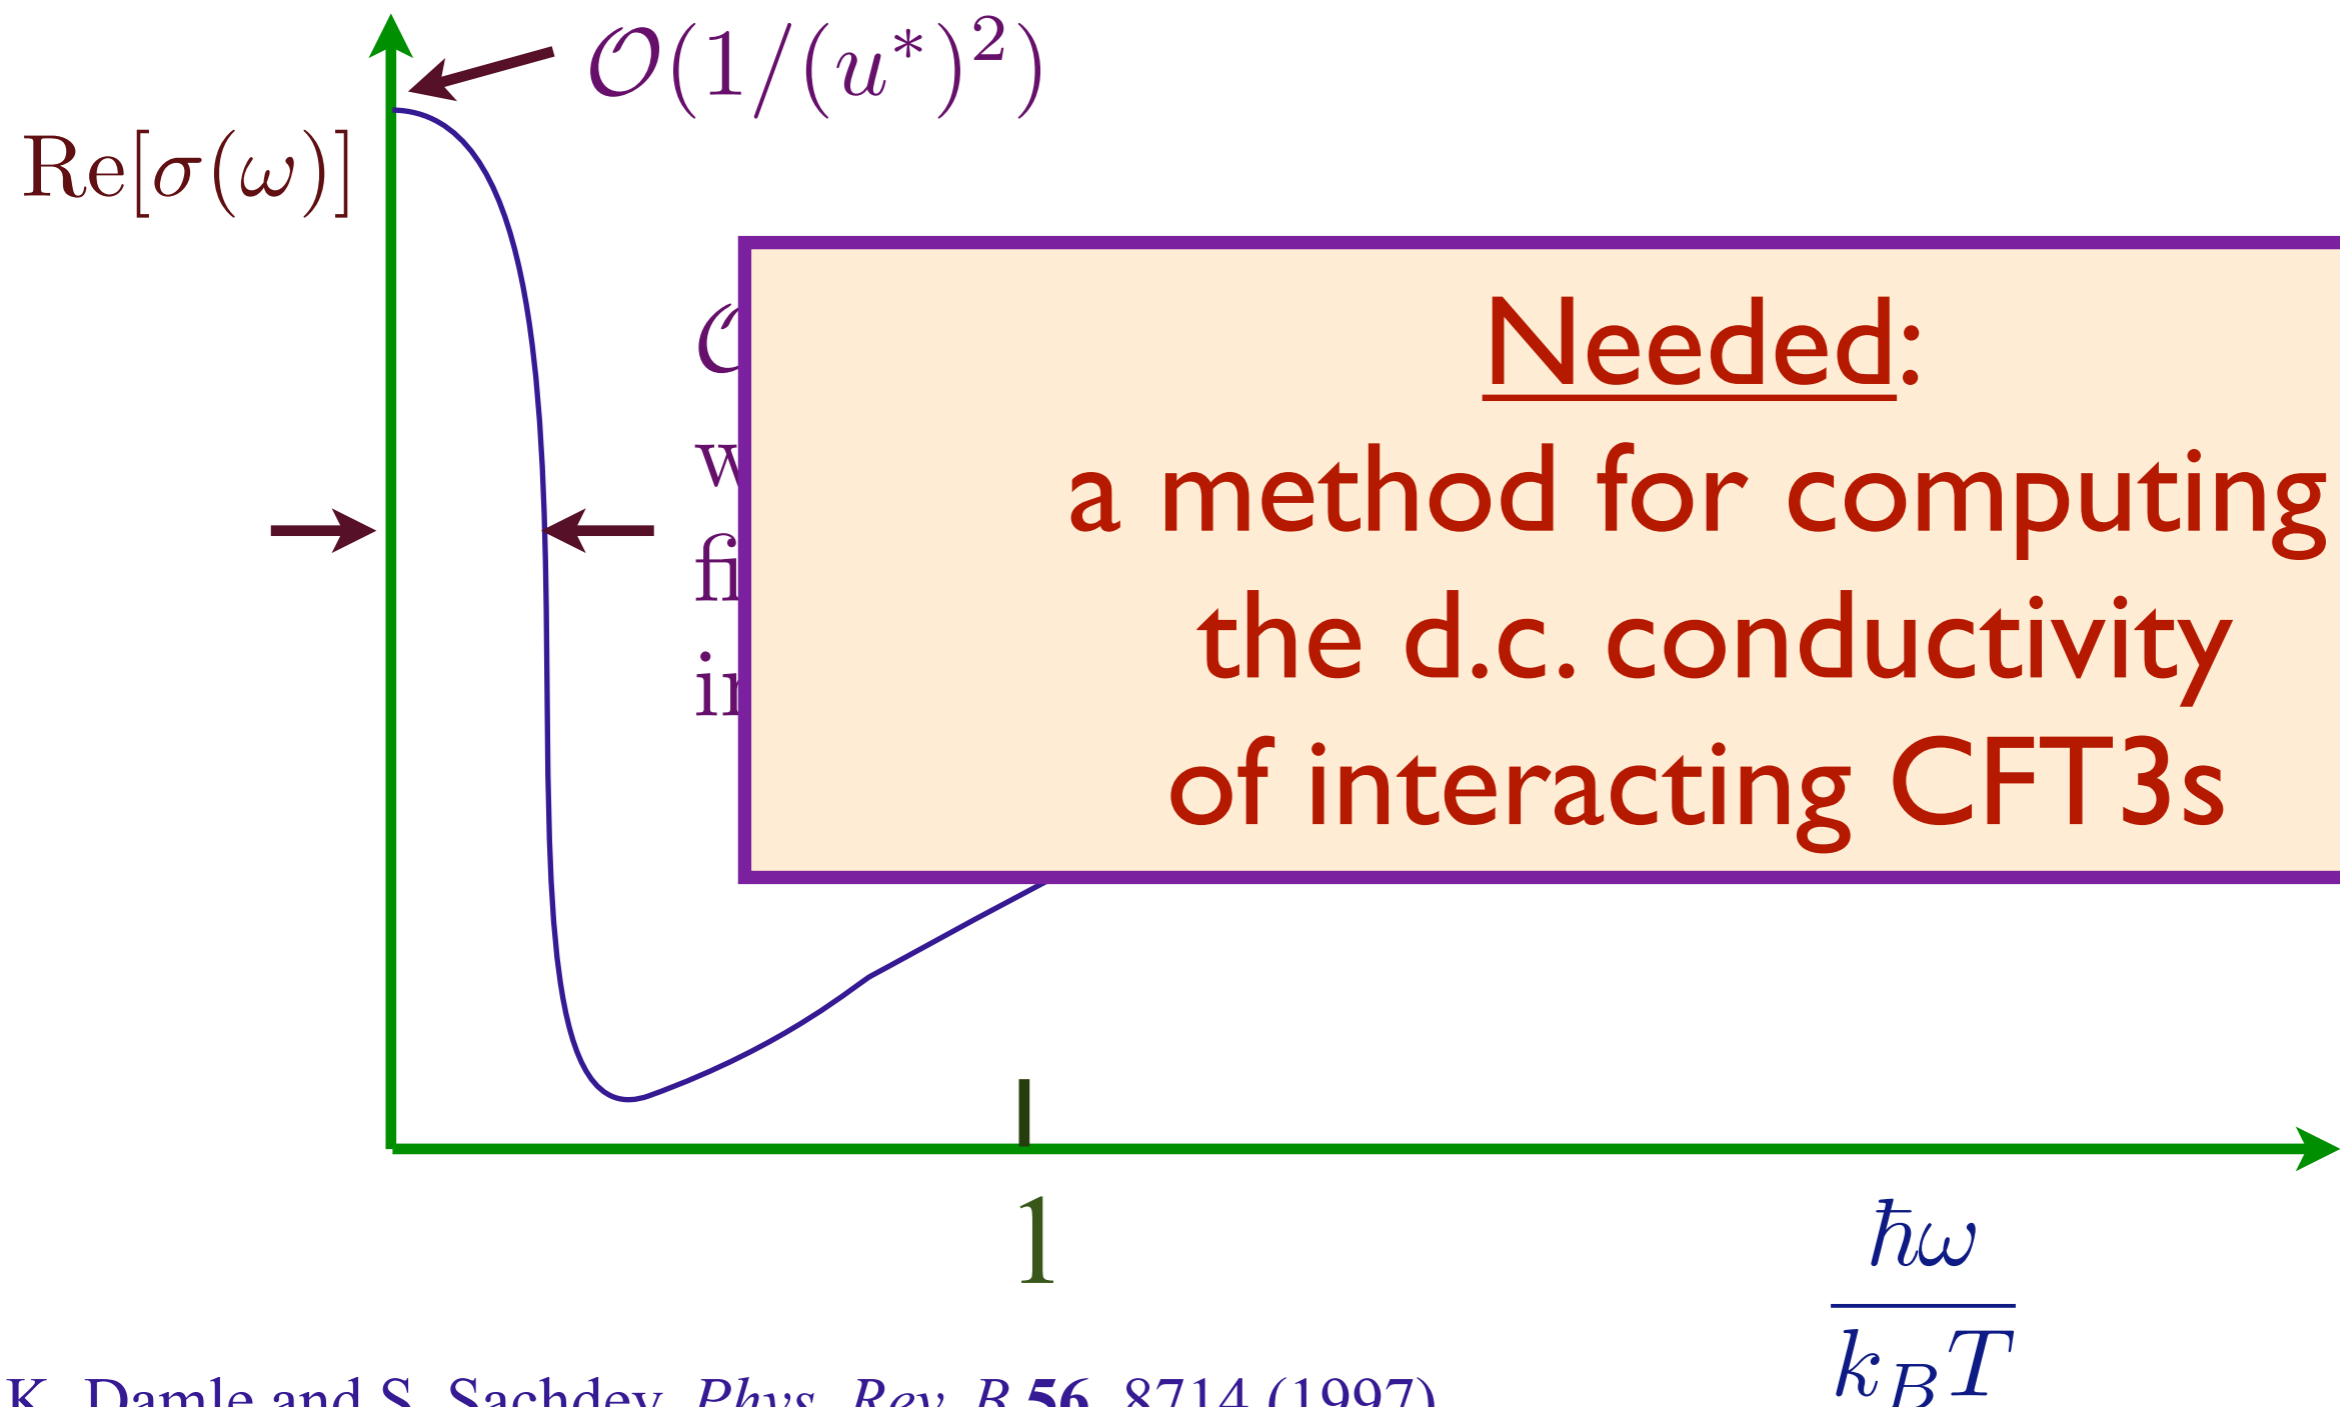 𝒪(1/(u*)²)
Re[σ(ω)]
Needed:
a method for computing
the d.c. conductivity
of interacting CFT3s
1
ħω
k_BT
K. Damle and S. Sachdev, Phys. Rev. B 56, 8714 (1997)